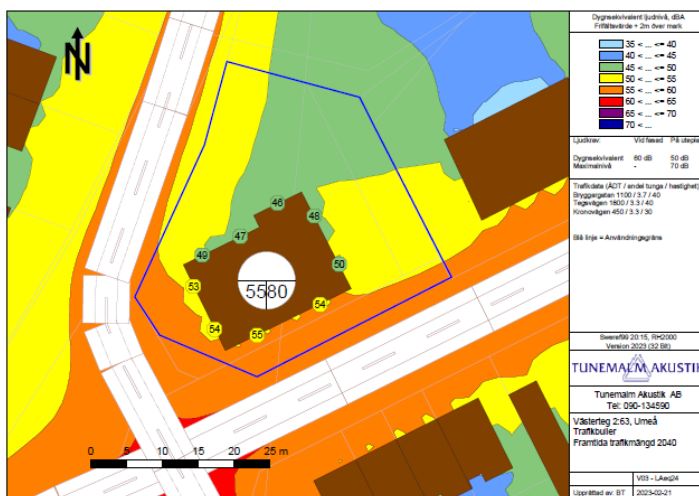 N
46
48
47
49
50
53
5580
54
54
55
0 5 10 15 20 25 m
Dygnsekvivalent ljudnivå, dBA
Frifältsvärde + 2m över mark
35 < ... <= 40
40 < ... <= 45
45 < ... <= 50
50 < ... <= 55
55 < ... <= 60
60 < ... <= 65
65 < ... <= 70
70 < ...
Ljudkrav: Vid fasad På uteplats
Dygnsekvivalent 60 dB 50 dB
Maximalnivå - 70 dB
Trafikdata (ÅDT / andel tunga / hastighet)
Bryggargatan 1100 / 3.7 / 40
Tegsvägen 1800 / 3.3 / 40
Kronovägen 450 / 3.3 / 30
Blå linje = Användningsgräns
Sweref99 20:15, RH2000
Version 2023 (32 Bit)
TUNEMALM AKUSTIK
Tunemalm Akustik AB
Tel: 090-134590
Västerteg 2:63, Umeå
Trafikbuller
Framtida trafikmängd 2040
V03 - LAeq24
Upprättad av: BT 2023-02-21